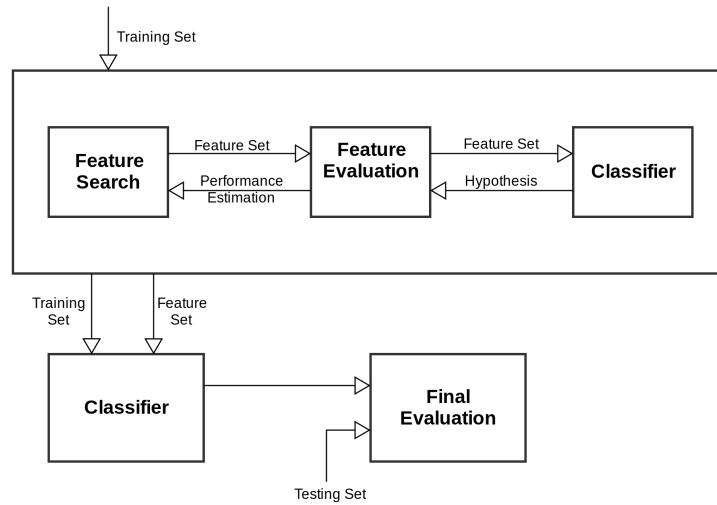 Training Set
Feature
Search
Feature Set
Performance
Estimation
Feature
Evaluation
Feature Set
Hypothesis
Classifier
Training
Set
Feature
Set
Classifier
Final
Evaluation
Testing Set